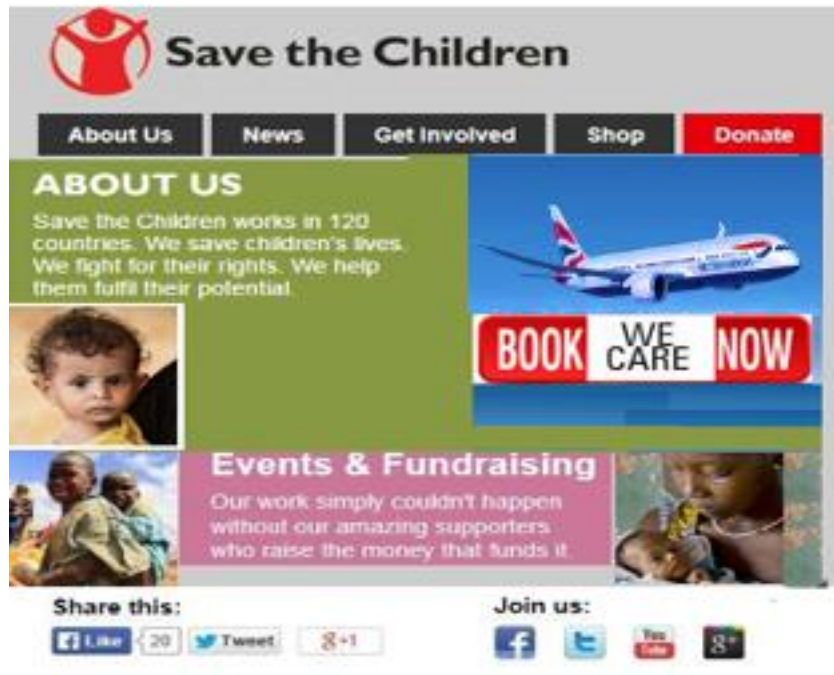 Save the Children
About Us News Get Involved Shop Donate
ABOUT US
Save the Children works in 120
countries. We save children's lives.
We fight for their rights. We help
them fulfil their potential.
BOOK WE CARE NOW
Events & Fundraising
Our work simply couldn't happen
without our amazing supporters
who raise the money that funds it.
Share this: Join us:
Like 20 Tweet g+1
You Tube g+